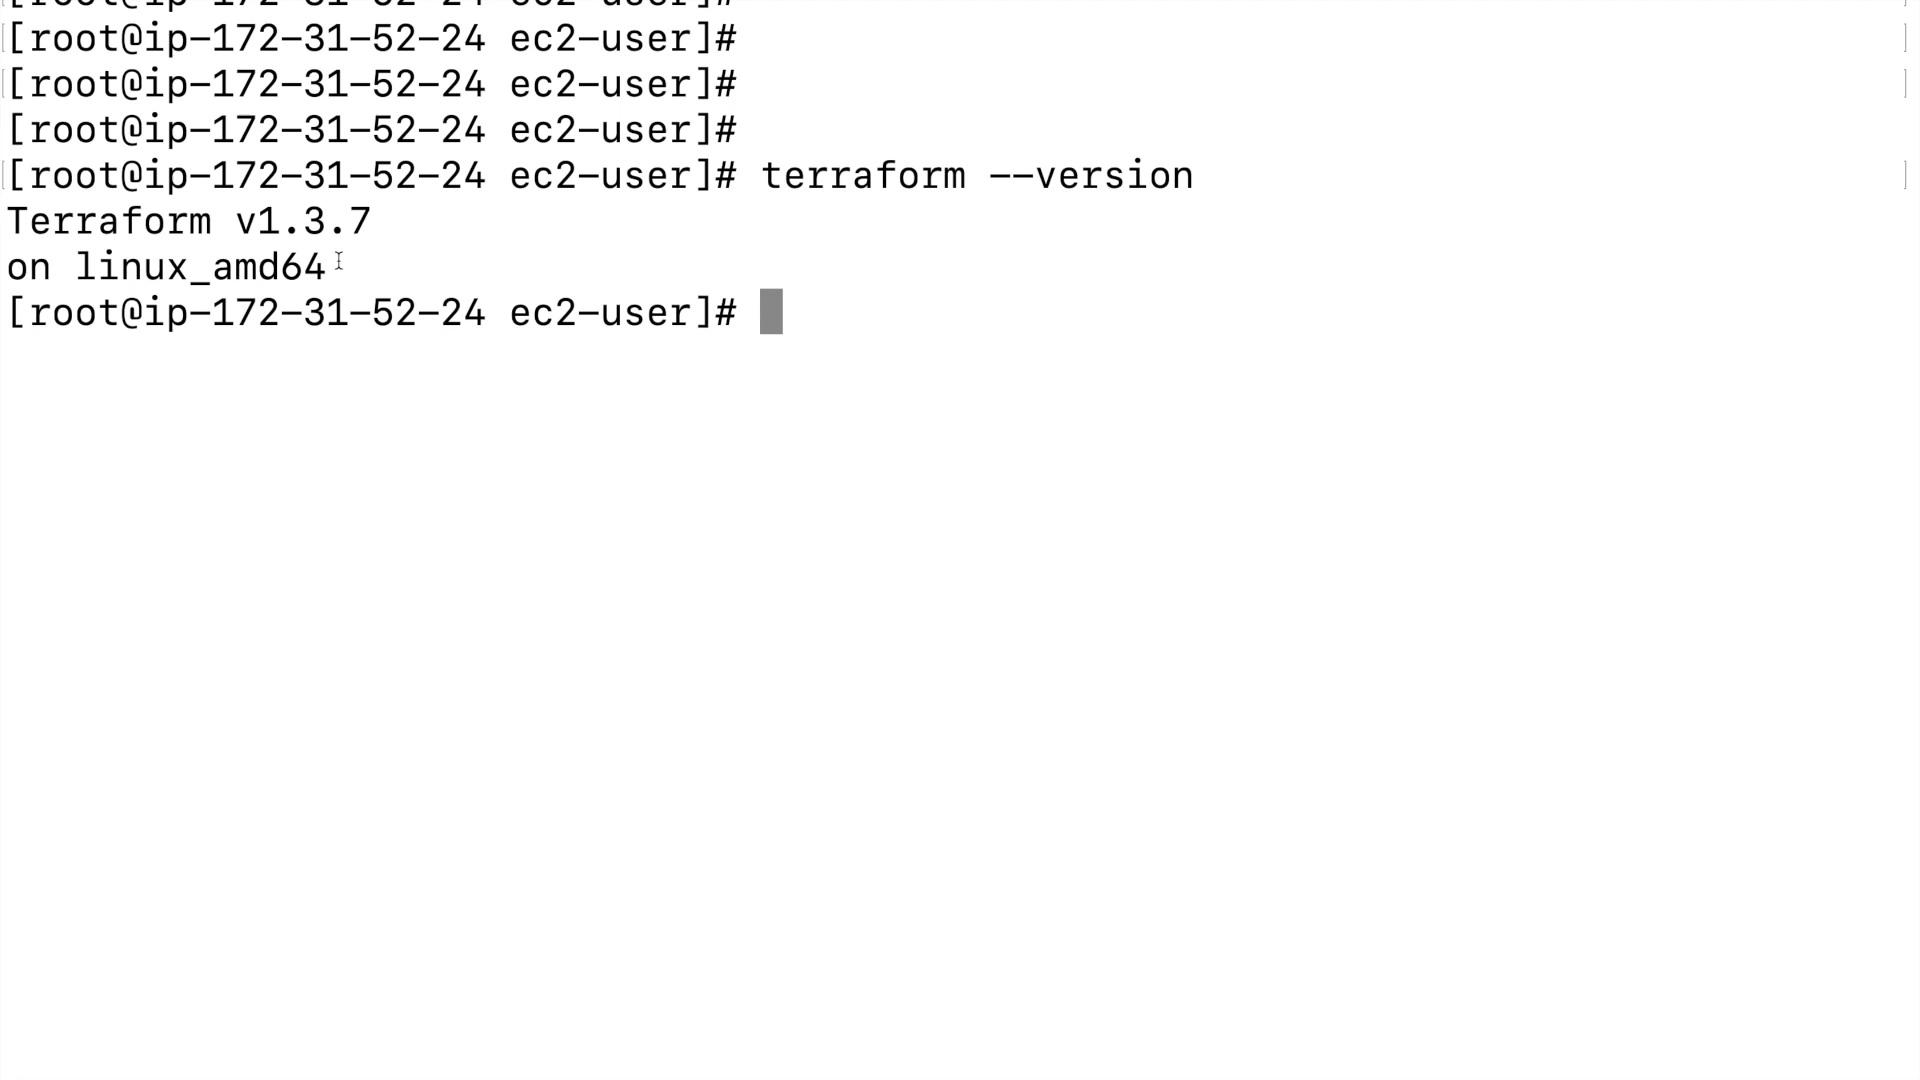 [root@ip-172-31-52-24 ec2-user]#
[root@ip-172-31-52-24 ec2-user]#
[root@ip-172-31-52-24 ec2-user]#
[root@ip-172-31-52-24 ec2-user]#
[root@ip-172-31-52-24 ec2-user]# terraform --version
Terraform v1.3.7
on linux_amd64
[root@ip-172-31-52-24 ec2-user]#